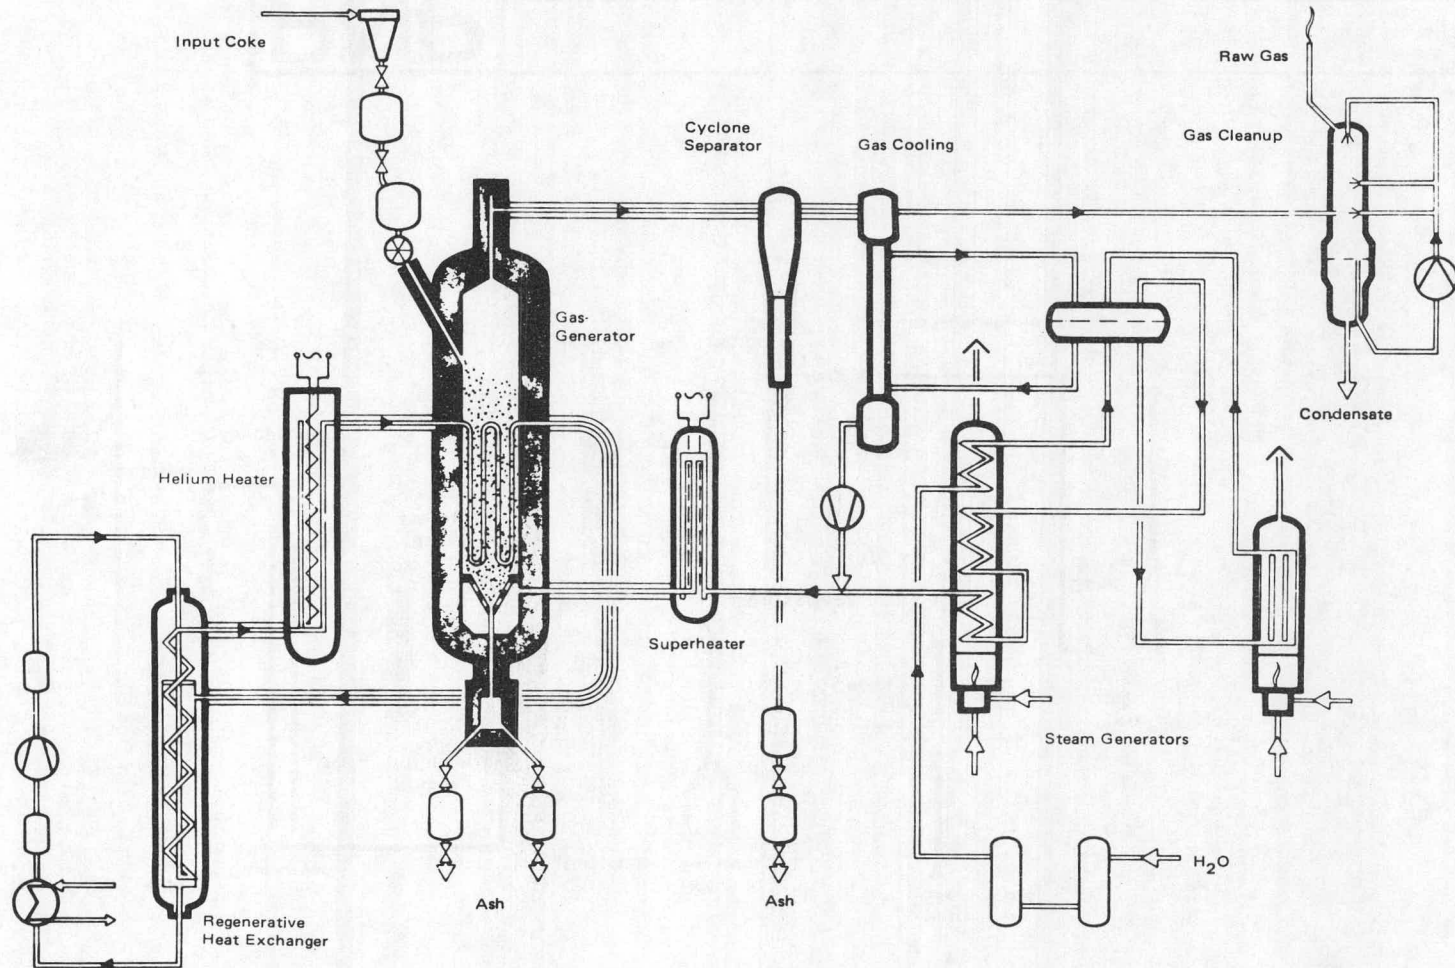 Input Coke
Raw Gas
Cyclone
Separator
Gas Cooling
Gas Cleanup
Gas-
Generator
Condensate
Helium Heater
Superheater
Steam Generators
H2O
Ash
Ash
Regenerative
Heat Exchanger